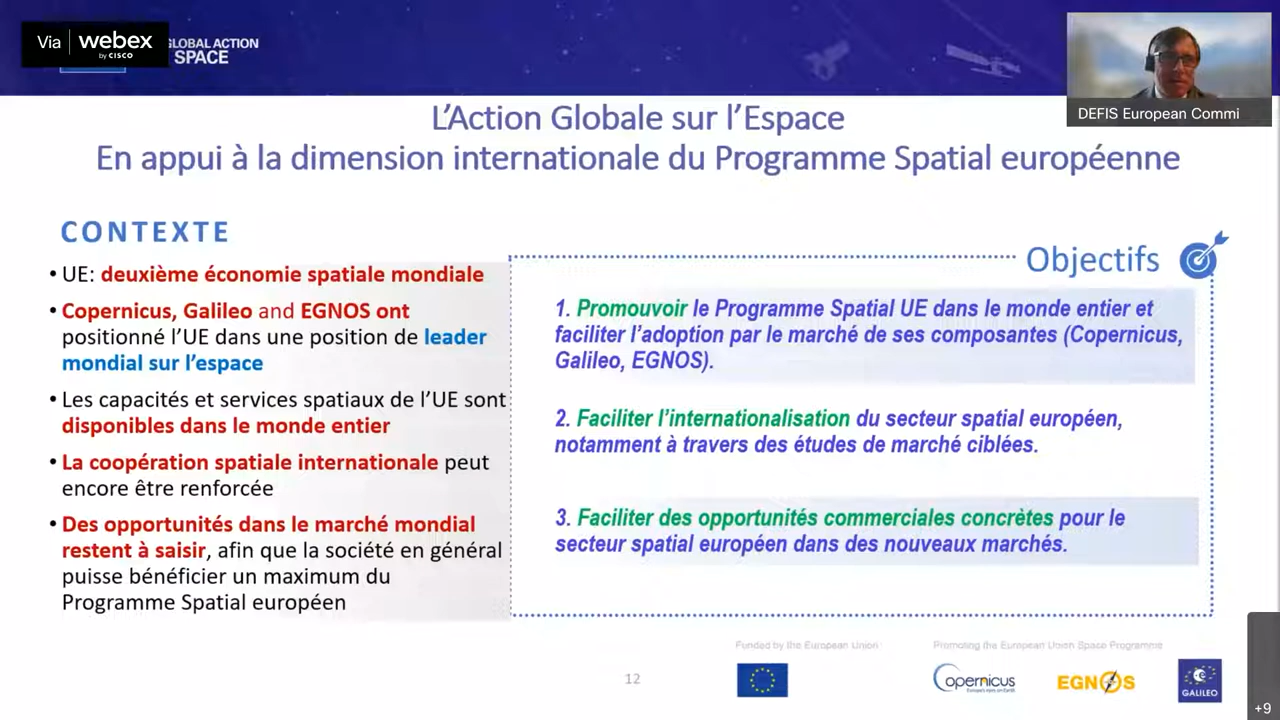 Via webex
by CISCO
GLOBAL ACTION
SPACE
DEFIS European Commi
L’Action Globale sur l’Espace
En appui à la dimension internationale du Programme Spatial européenne
CONTEXTE
• UE: deuxième économie spatiale mondiale
• Copernicus, Galileo and EGNOS ont
positionné l’UE dans une position de leader
mondial sur l’espace
• Les capacités et services spatiaux de l’UE sont
disponibles dans le monde entier
• La coopération spatiale internationale peut
encore être renforcée
• Des opportunités dans le marché mondial
restent à saisir, afin que la société en général
puisse bénéficier un maximum du
Programme Spatial européen
Objectifs
1. Promouvoir le Programme Spatial UE dans le monde entier et
faciliter l’adoption par le marché de ses composantes (Copernicus,
Galileo, EGNOS).
2. Faciliter l’internationalisation du secteur spatial européen,
notamment à travers des études de marché ciblées.
3. Faciliter des opportunités commerciales concrètes pour le
secteur spatial européen dans des nouveaux marchés.
12
Funded by the European Union
Promoting the European Union Space Programme
Copernicus
Europe's eyes on Earth
EGNOS
GALILEO
+9